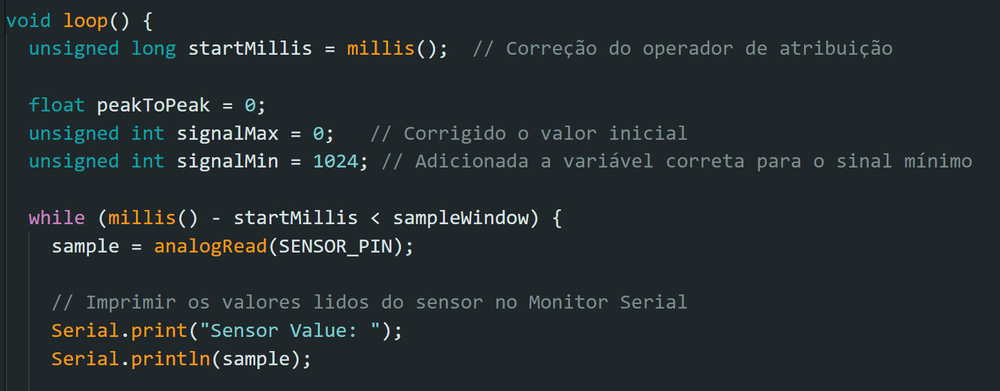 void loop() {
  unsigned long startMillis = millis();  // Correção do operador de atribuição
  float peakToPeak = 0;
  unsigned int signalMax = 0;   // Corrigido o valor inicial
  unsigned int signalMin = 1024; // Adicionada a variável correta para o sinal mínimo
  while (millis() - startMillis < sampleWindow) {
    sample = analogRead(SENSOR_PIN);
    // Imprimir os valores lidos do sensor no Monitor Serial
    Serial.print("Sensor Value: ");
    Serial.println(sample);